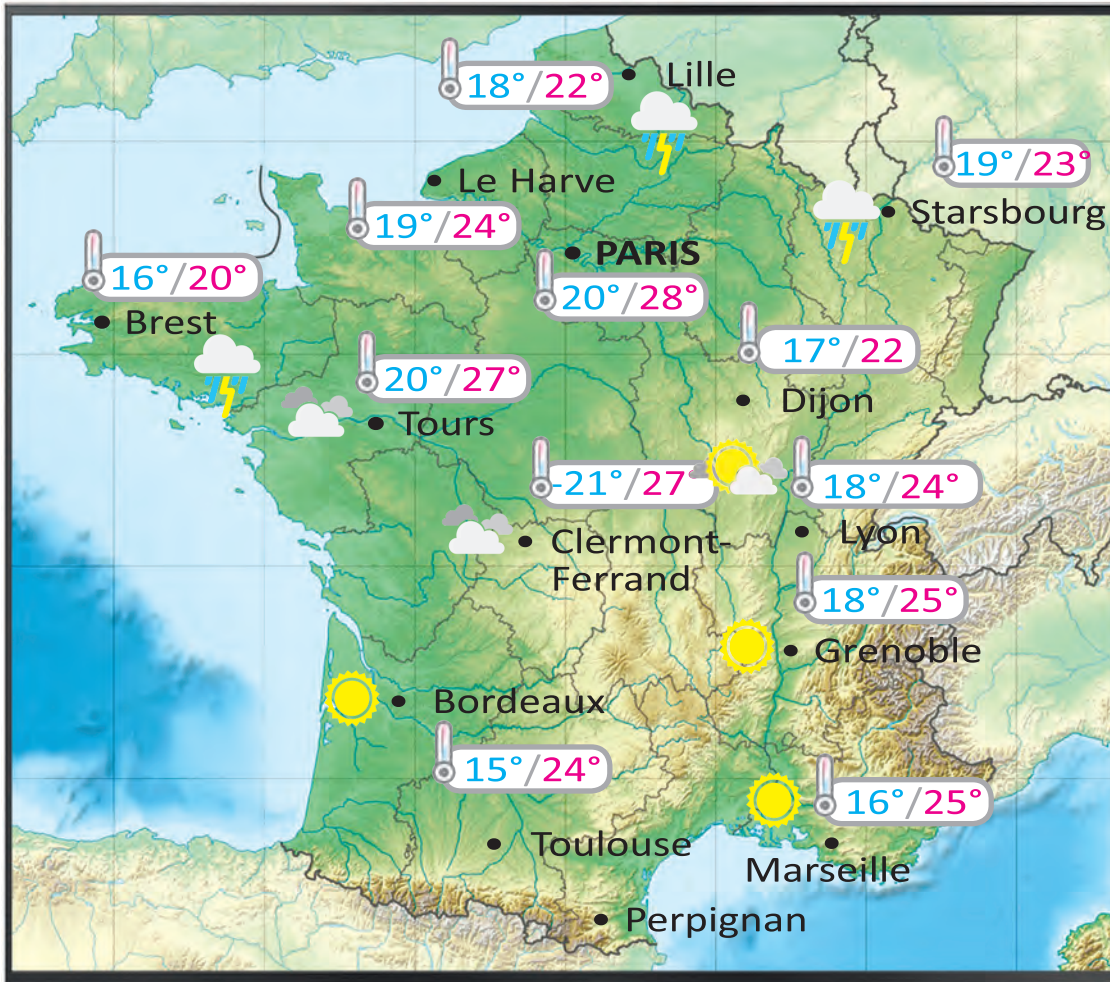 18°/22°
Lille
19°/23°
Le Harve
Starsbourg
19°/24°
PARIS
16°/20°
20°/28°
Brest
17°/22
20°/27°
Dijon
Tours
-21°/27
18°/24°
Lyon
Clermont-
Ferrand
18°/25°
Grenoble
Bordeaux
15°/24°
16°/25°
Toulouse
Marseille
Perpignan